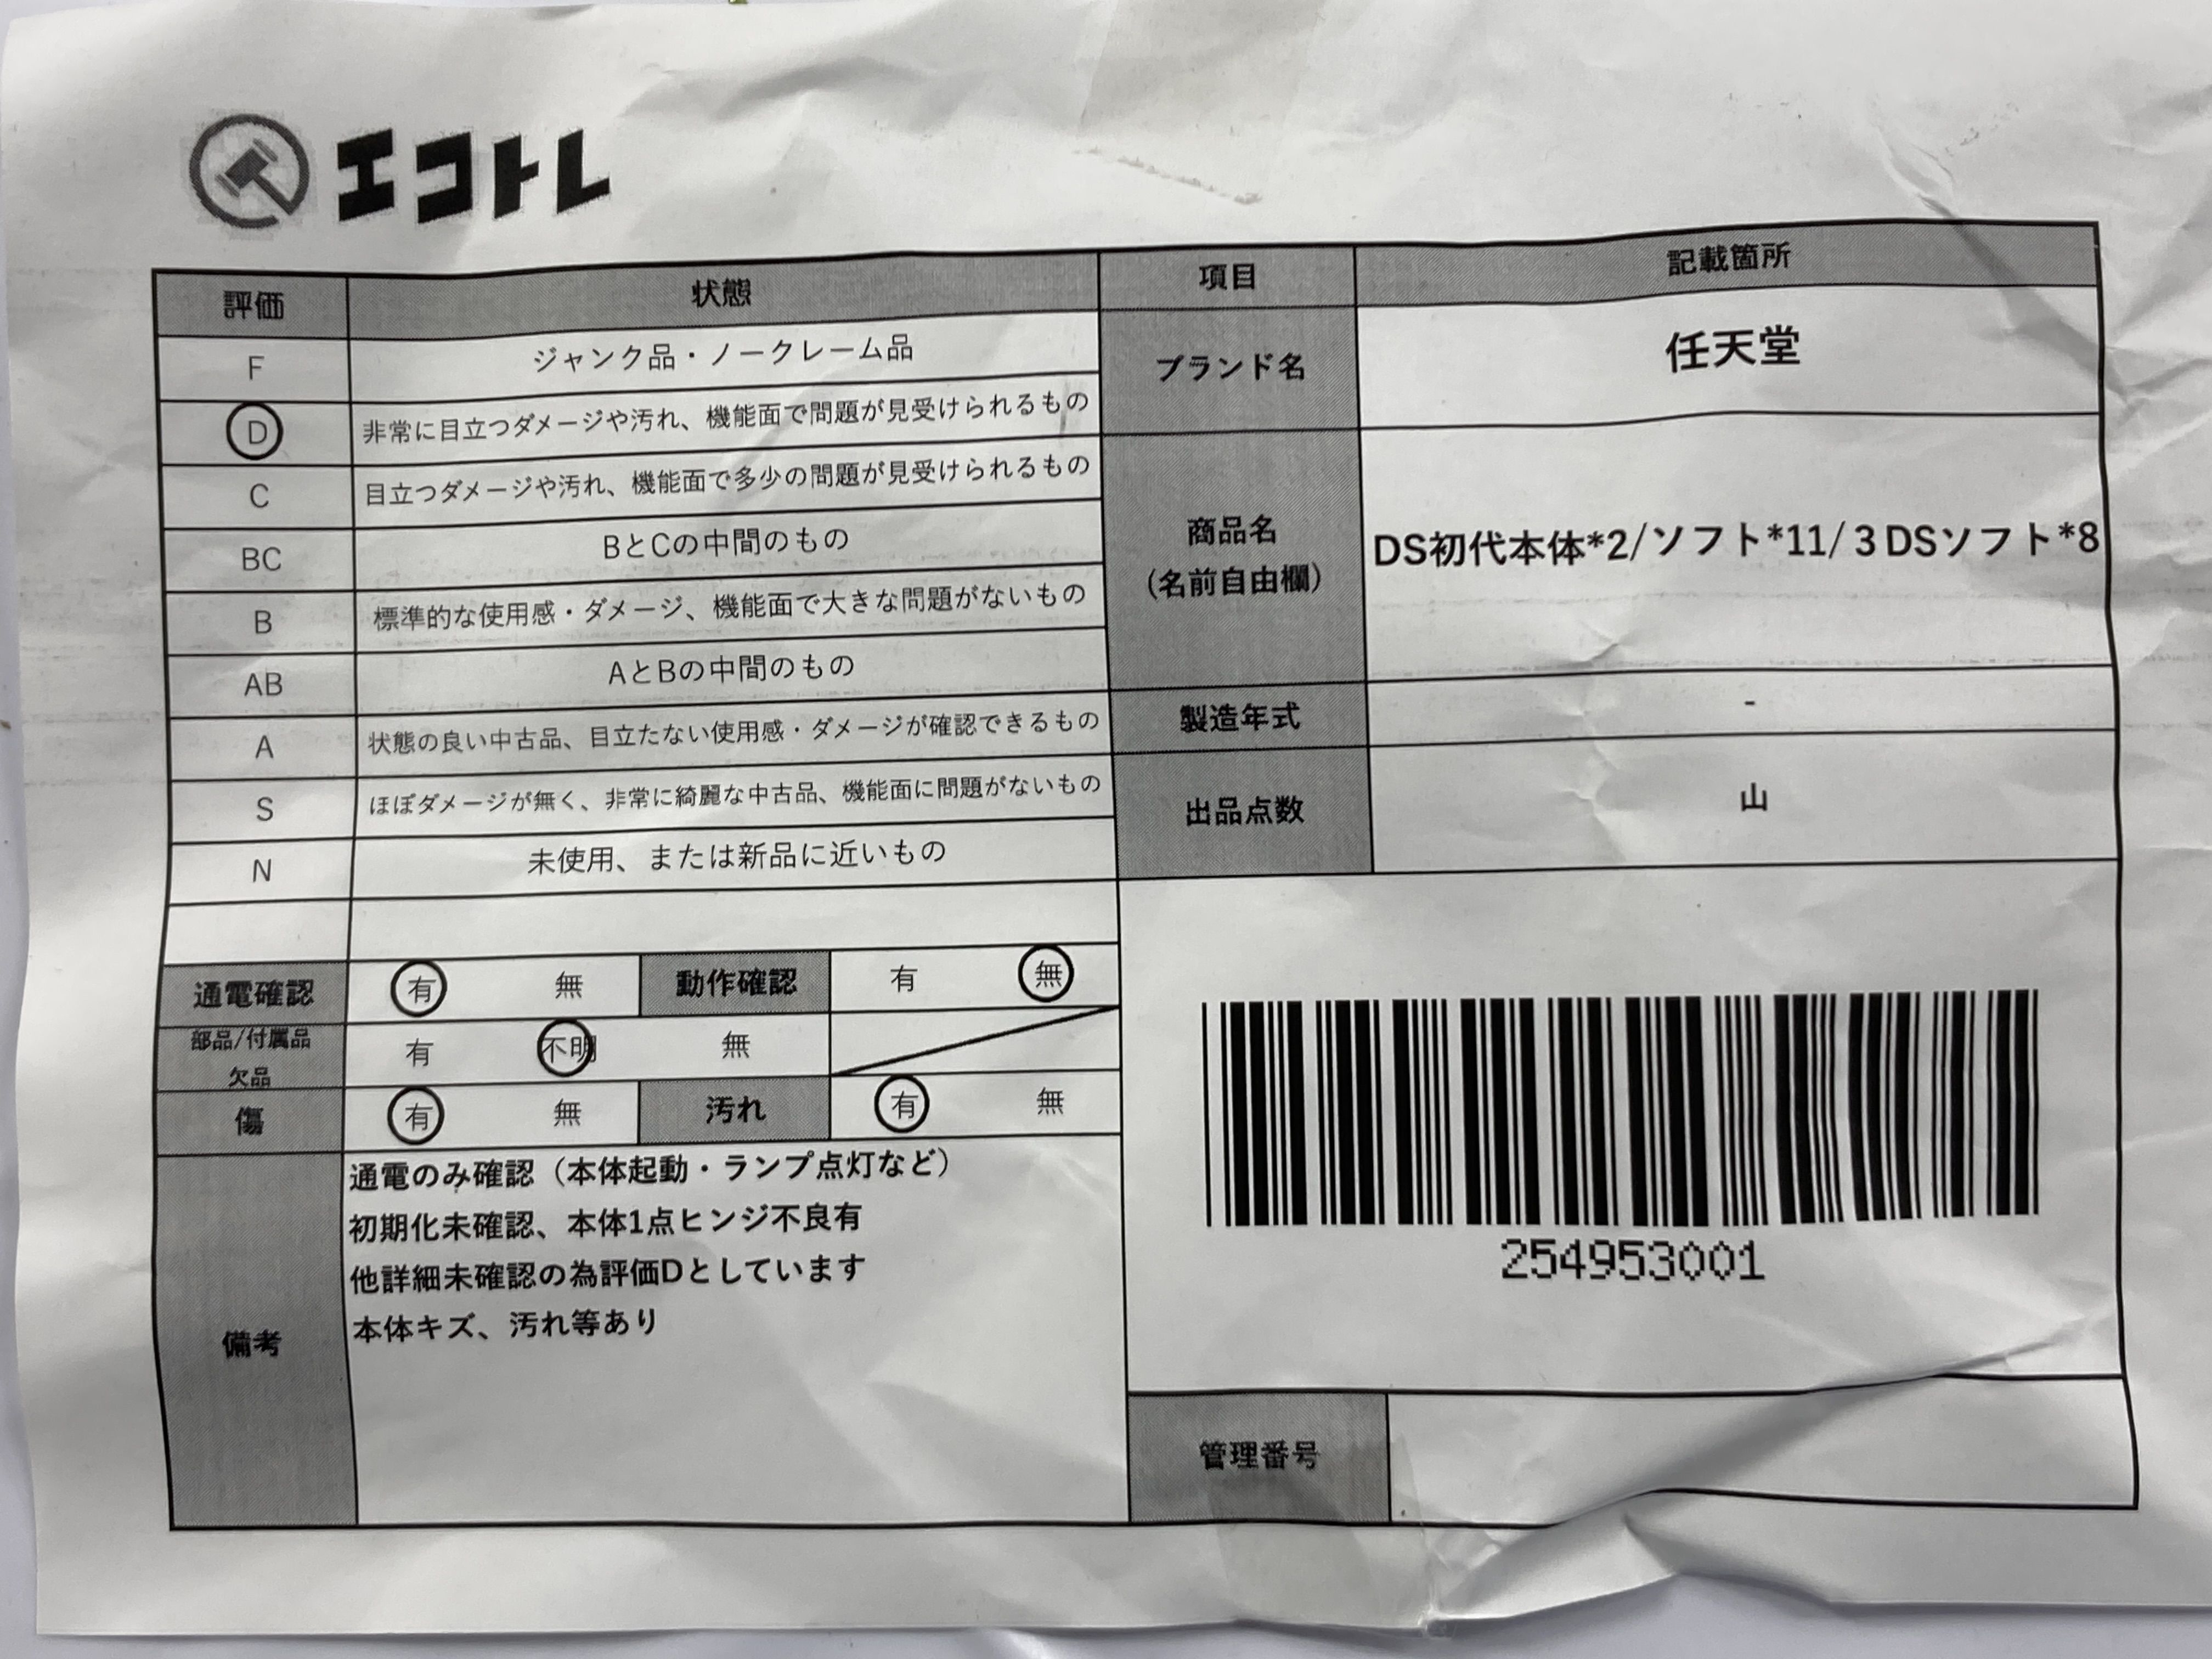 エコトレ
評価 状態 項目 記載箇所
F ジャンク品・ノークレーム品
D 非常に目立つダメージや汚れ、機能面で問題が見受けられるもの
C 目立つダメージや汚れ、機能面で多少の問題が見受けられるもの
BC BとCの中間のもの
B 標準的な使用感・ダメージ、機能面で大きな問題がないもの
AB AとBの中間のもの
A 状態の良い中古品、目立たない使用感・ダメージが確認できるもの
S ほぼダメージが無く、非常に綺麗な中古品、機能面に問題がないもの
N 未使用、または新品に近いもの
ブランド名 任天堂
商品名
(名前自由欄)
DS初代本体*2/ソフト*11/３DSソフト*8
製造年式 -
出品点数 山
通電確認 有 無 動作確認 有 無
部品/付属品
欠品
有 不明 無
傷 有 無 汚れ 有 無
備考
通電のみ確認（本体起動・ランプ点灯など）
初期化未確認、本体1点ヒンジ不良有
他詳細未確認の為評価Dとしています
本体キズ、汚れ等あり
254953001
管理番号